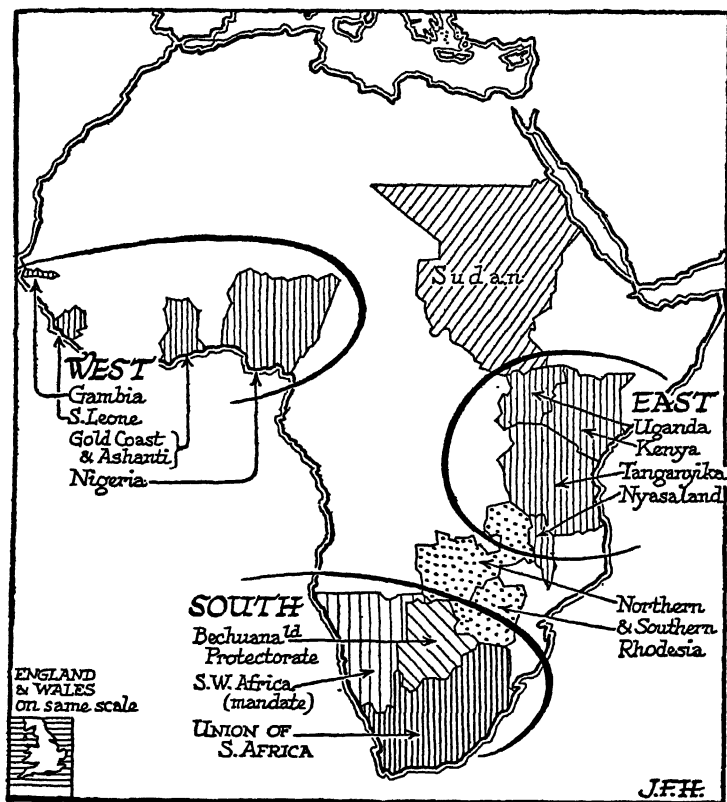 Sudan
WEST
Gambia
S. Leone
Gold Coast
& Ashanti
Nigeria
EAST
Uganda
Kenya
Tanganyika
Nyasaland
Northern
& Southern
Rhodesia
SOUTH
Bechuanald
Protectorate
S.W. Africa
(mandate)
UNION OF
S. AFRICA
ENGLAND
& WALES
on same scale
J.F.H.